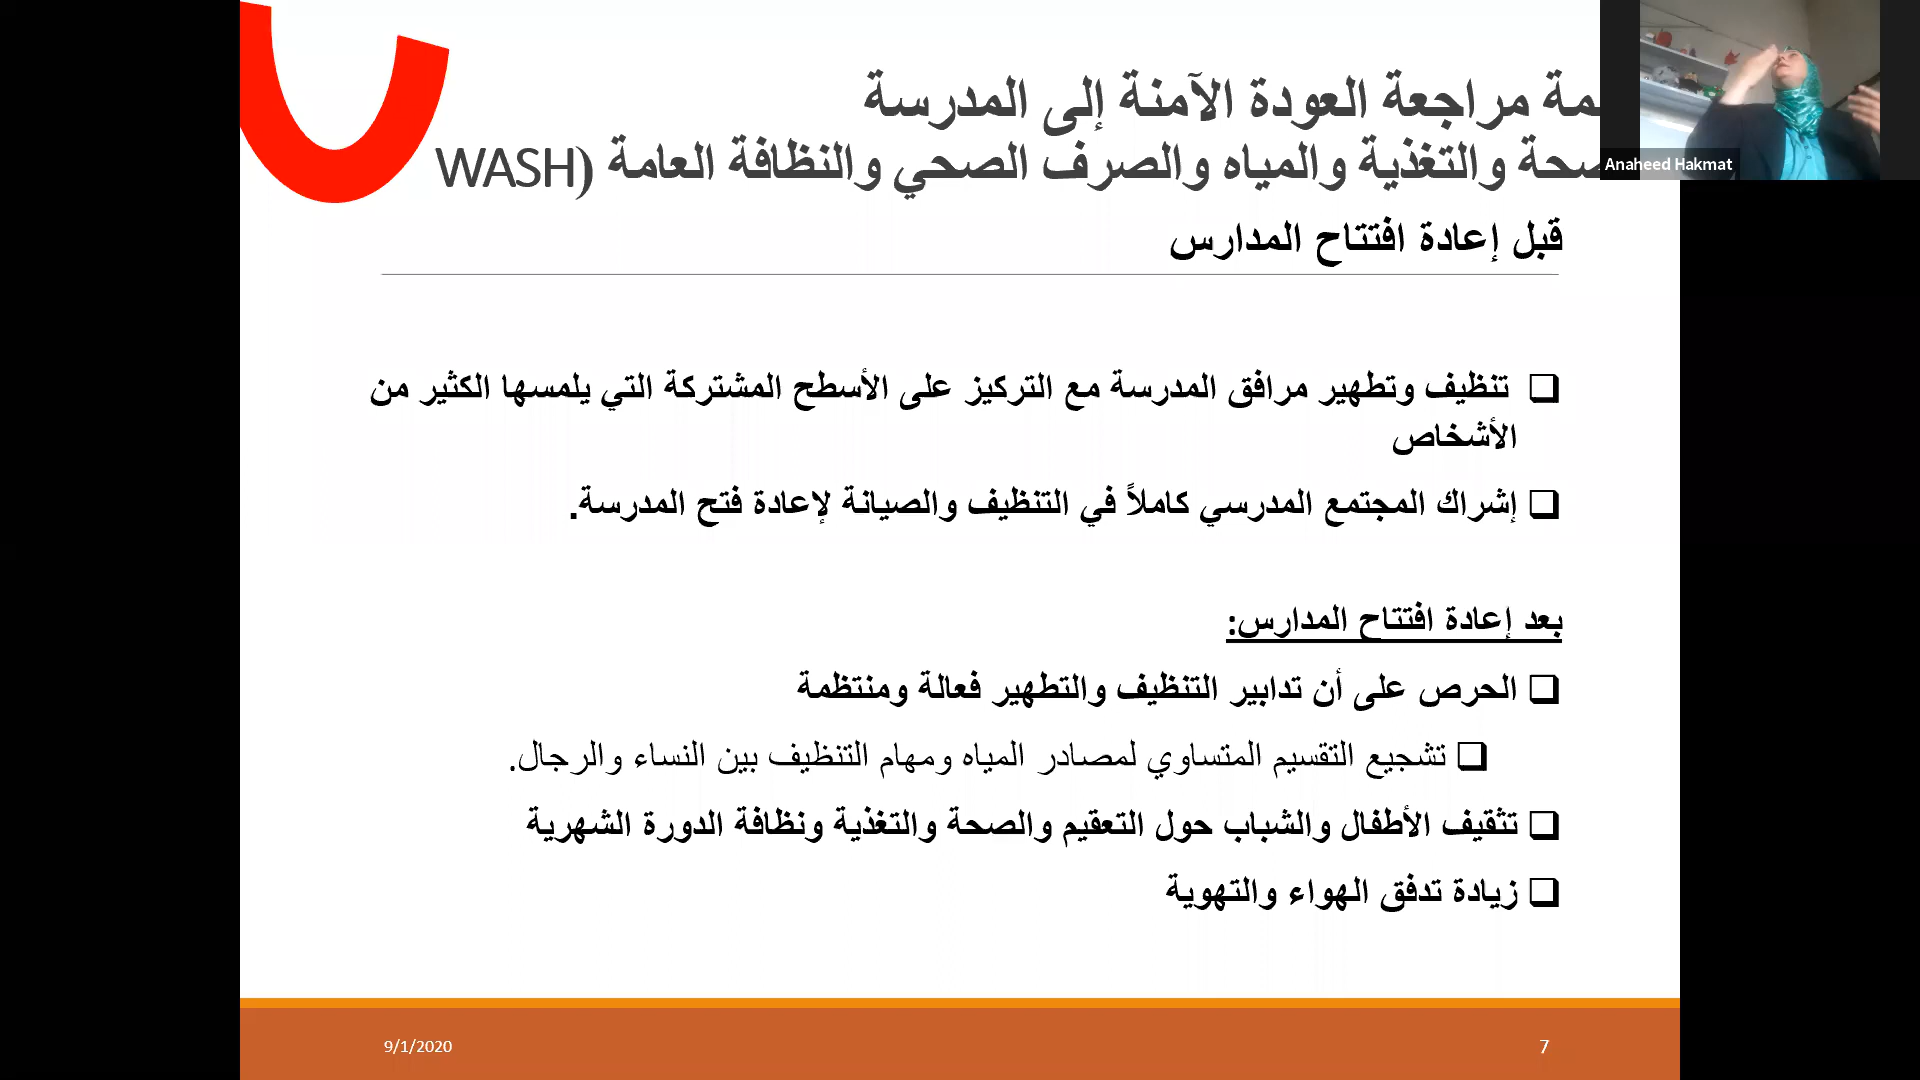 مراجعة العودة الآمنة إلى المدرسة
والتغذية والمياه والصرف الصحي والنظافة العامة (WASH
قبل إعادة افتتاح المدارس
❑ تنظيف وتطهير مرافق المدرسة مع التركيز على الأسطح المشتركة التي يلمسها الكثير من
الأشخاص
❑ إشراك المجتمع المدرسي كاملاً في التنظيف والصيانة لإعادة فتح المدرسة.
بعد إعادة افتتاح المدارس:
❑ الحرص على أن تدابير التنظيف والتطهير فعالة ومنتظمة
❑ تشجيع التقسيم المتساوي لمصادر المياه ومهام التنظيف بين النساء والرجال.
❑ تثقيف الأطفال والشباب حول التعقيم والصحة والتغذية ونظافة الدورة الشهرية
❑ زيادة تدفق الهواء والتهوية
9/1/2020
7
Anaheed Hakmat